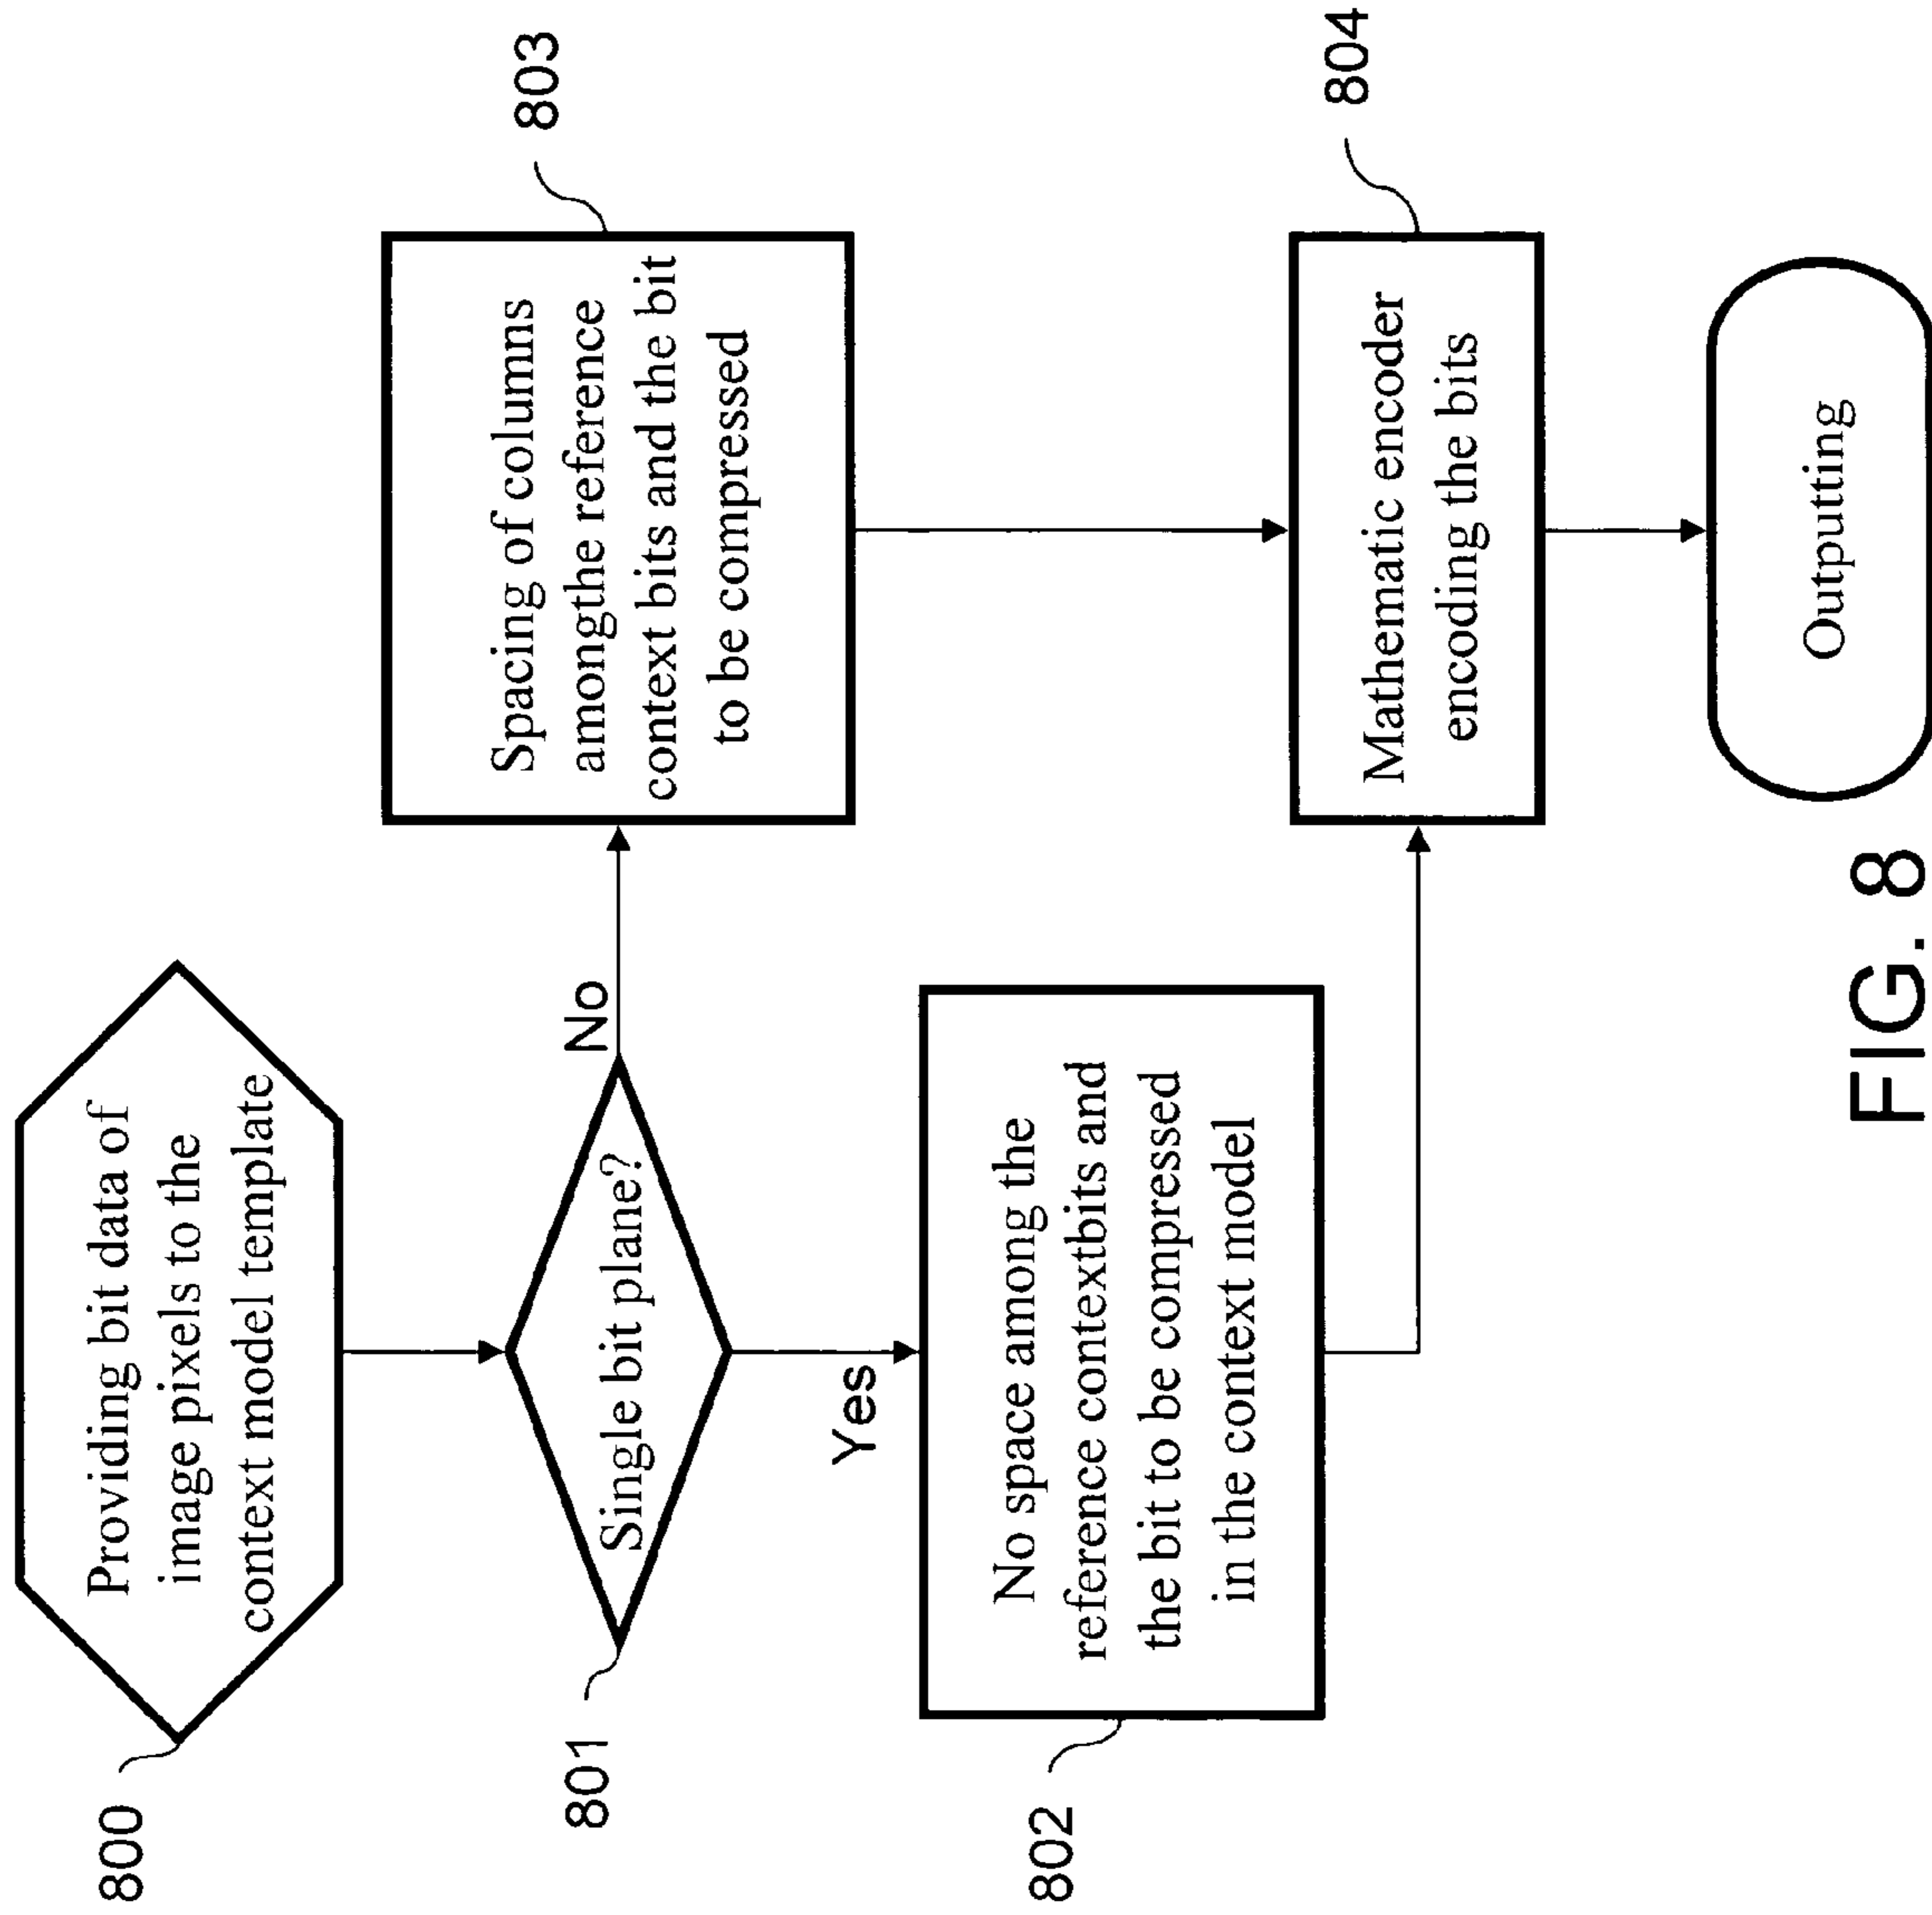 800
Providing bit data of
image pixels to the
context model template
801
Single bit plane?
No
Yes
803
Spacing of columns
amongthe reference
context bits and the bit
to be compressed
802
No space among the
reference contextbits and
the bit to be compressed
in the context model
804
Mathematic encoder
encoding the bits
Outputting
FIG. 8